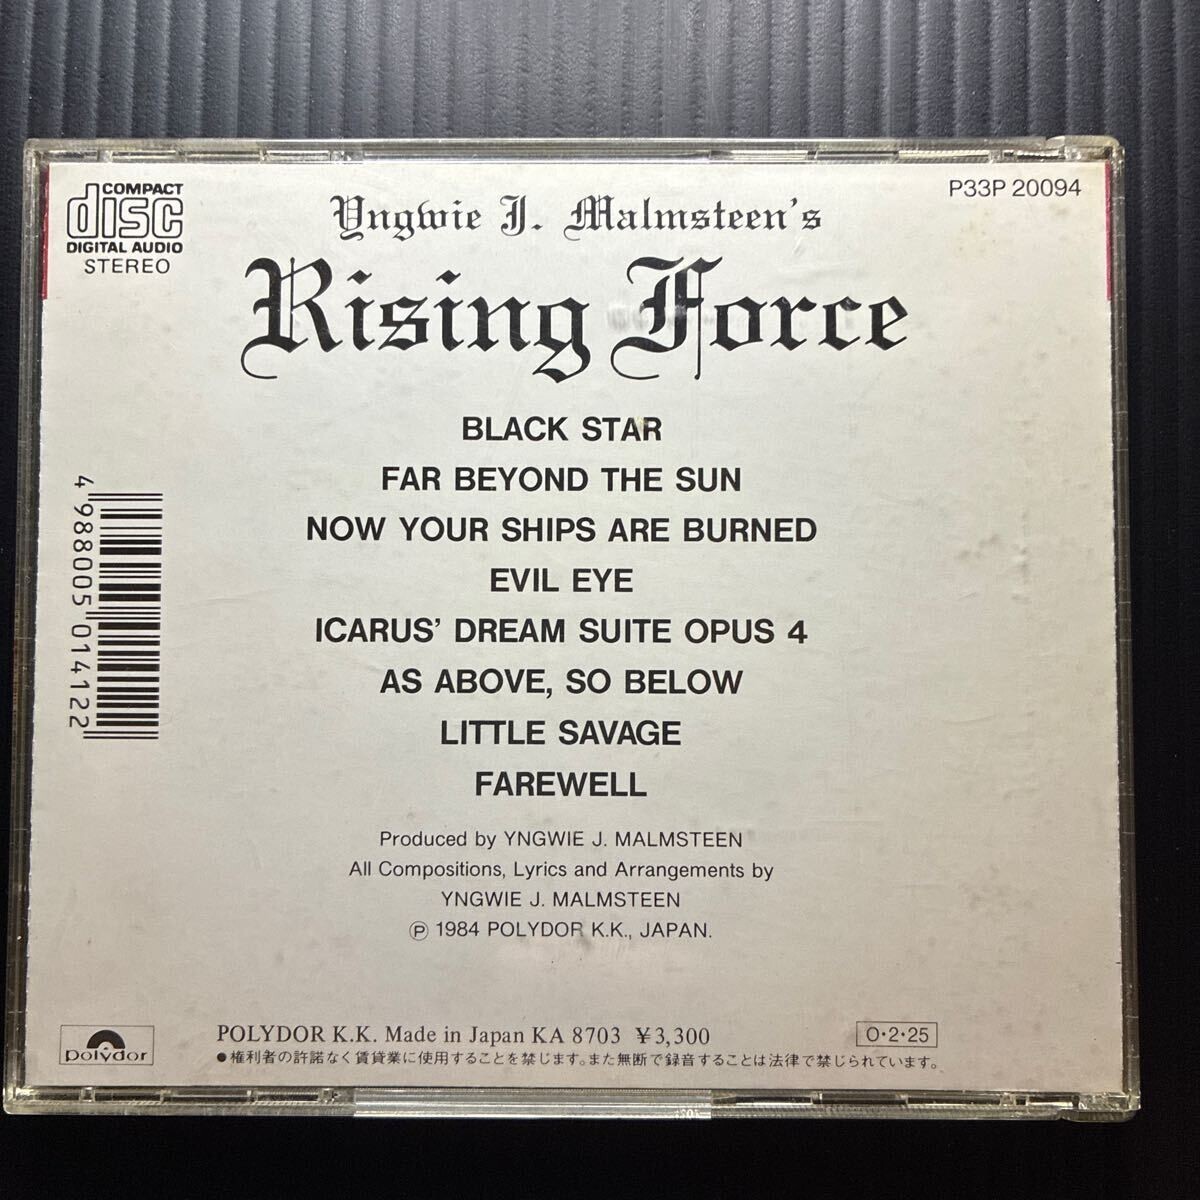 COMPACT
disc
DIGITAL AUDIO
STEREO
P33P 20094
Yngwie J. Malmsteen's
Rising Force
BLACK STAR
FAR BEYOND THE SUN
NOW YOUR SHIPS ARE BURNED
EVIL EYE
ICARUS' DREAM SUITE OPUS 4
AS ABOVE, SO BELOW
LITTLE SAVAGE
FAREWELL
4 988005 014122
Produced by YNGWIE J. MALMSTEEN
All Compositions, Lyrics and Arrangements by
YNGWIE J. MALMSTEEN
Ⓟ 1984 POLYDOR K.K., JAPAN.
polydor
POLYDOR K.K. Made in Japan KA 8703 ¥3,300
O・2・25
●権利者の許諾なく賃貸業に使用することを禁じます。また無断で録音することは法律で禁じられています。